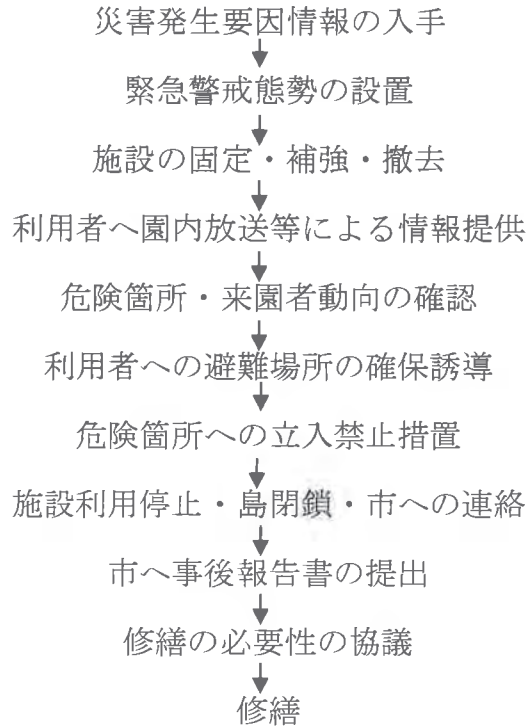 災害発生要因情報の入手
緊急警戒態勢の設置
施設の固定・補強・撤去
利用者へ園内放送等による情報提供
危険箇所・来園者動向の確認
利用者への避難場所の確保誘導
危険箇所への立入禁止措置
施設利用停止・島閉鎖・市への連絡
市へ事後報告書の提出
修繕の必要性の協議
修繕